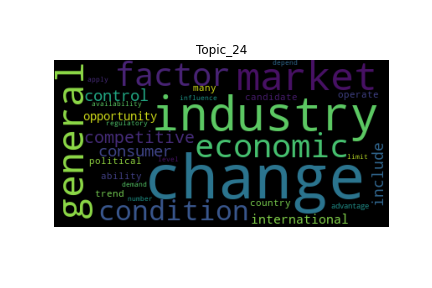 Topic_24
depend
factor
market
apply
many
control
influence
candidate
operate
availability
general
opportunity
industry
regulatory
competitive
economic
consumer
political
level
limit
ability
change
include
trend
demand
condition
number
country
advantage
international